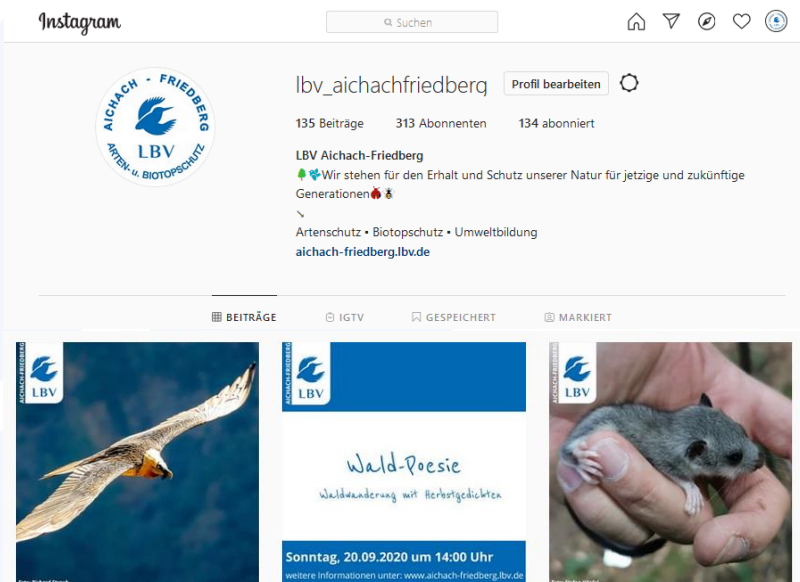 Instagram
Suchen
AICHACH - FRIEDBERG
LBV
ARTEN- u. BIOTOPSCHUTZ
lbv_aichachfriedberg
Profil bearbeiten
135 Beiträge
313 Abonnenten
134 abonniert
LBV Aichach-Friedberg
Wir stehen für den Erhalt und Schutz unserer Natur für jetzige und zukünftige
Generationen
Artenschutz • Biotopschutz • Umweltbildung
aichach-friedberg.lbv.de
BEITRÄGE
IGTV
GESPEICHERT
MARKIERT
AICHACH-FRIEDBERG
LBV
AICHACH-FRIEDBERG
LBV
Wald-Poesie
Waldwanderung mit Herbstgedichten
Sonntag, 20.09.2020 um 14:00 Uhr
weitere Informationen unter: www.aichach-friedberg.lbv.de
AICHACH-FRIEDBERG
LBV